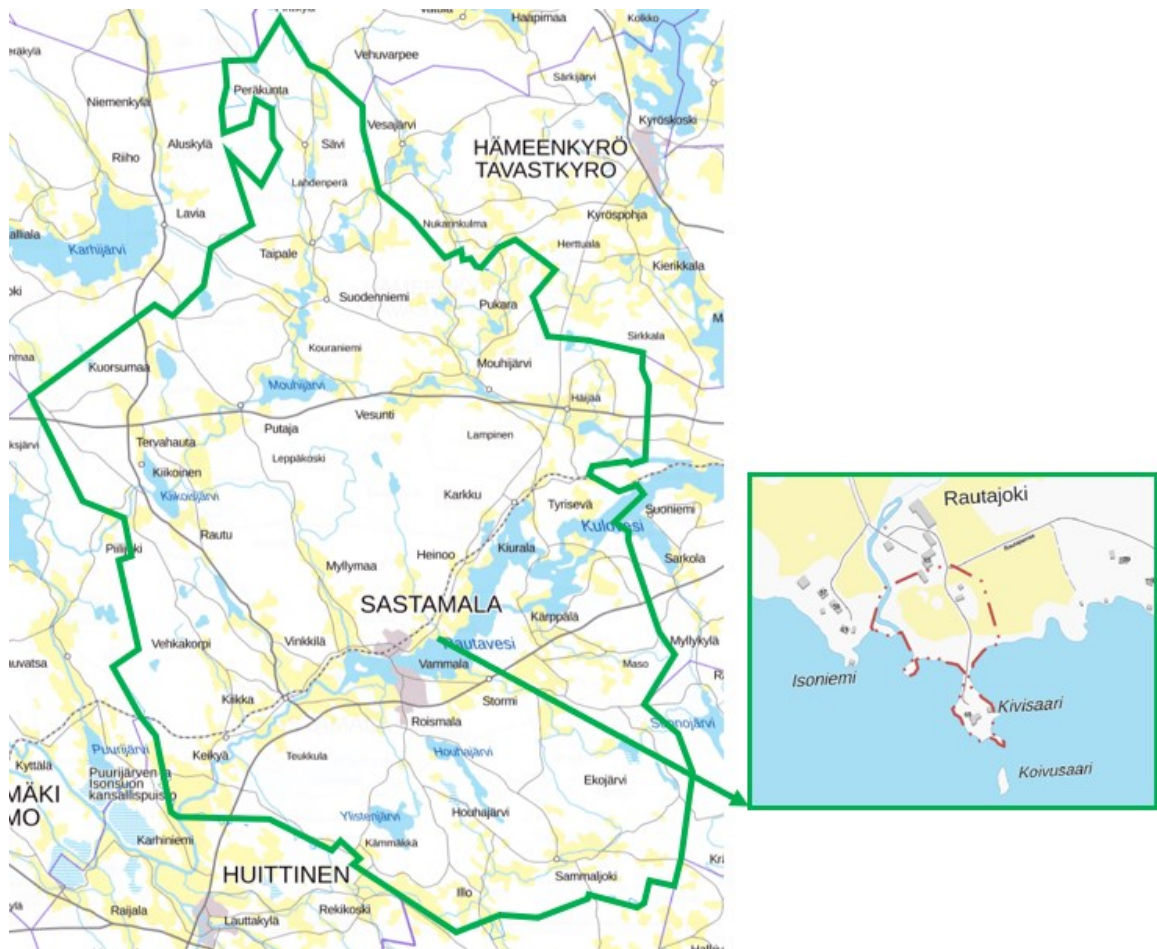 Haapimaa
Kolkko
Vehuvarpee
Särkijärvi
Peräkunta
Niemenkylä
Kyröskoski
Vesajärvi
Aluskylä
Sävi
HÄMEENKYRÖ
TAVASTKYRO
Riiho
Lahdenperä
Lavia
Kyröspohja
Karhijärvi
Taipale
Herttuala
Kierikkala
Suodenniemi
Pukara
Sirkkala
Kouraniemi
Kuorsumaa
Mouhijärvi
Mouhijärvi
Häijää
Vesunti
Putaja
Lampinen
Tervahauta
Leppäkoski
Kiikoinen
Karkku
Tyrisevä
Suoniemi
Kulovesi
Rautajoki
Rautu
Heinoo
Kiurala
Sarkola
Myllymaa
SASTAMALA
Kärppälä
Vehkakorpi
Vinkkilä
Rautavesi
Myllykylä
Vammala
Maso
Isoniemi
Kiikka
Stormi
Kivisaari
Roismala
Puurijärvi
Keikyä
Teukkula
Houhajärvi
Koivusaari
Kyttälä
Puurijärven ja
Isonsuon
kansallispuisto
Ekojärvi
MÄKI
MO
Ylistenjärvi
Houhajärvi
Karhiniemi
Kämmäkkä
HUITTINEN
Sammaljoki
Illo
Raijala
Lauttakylä
Rekikoski